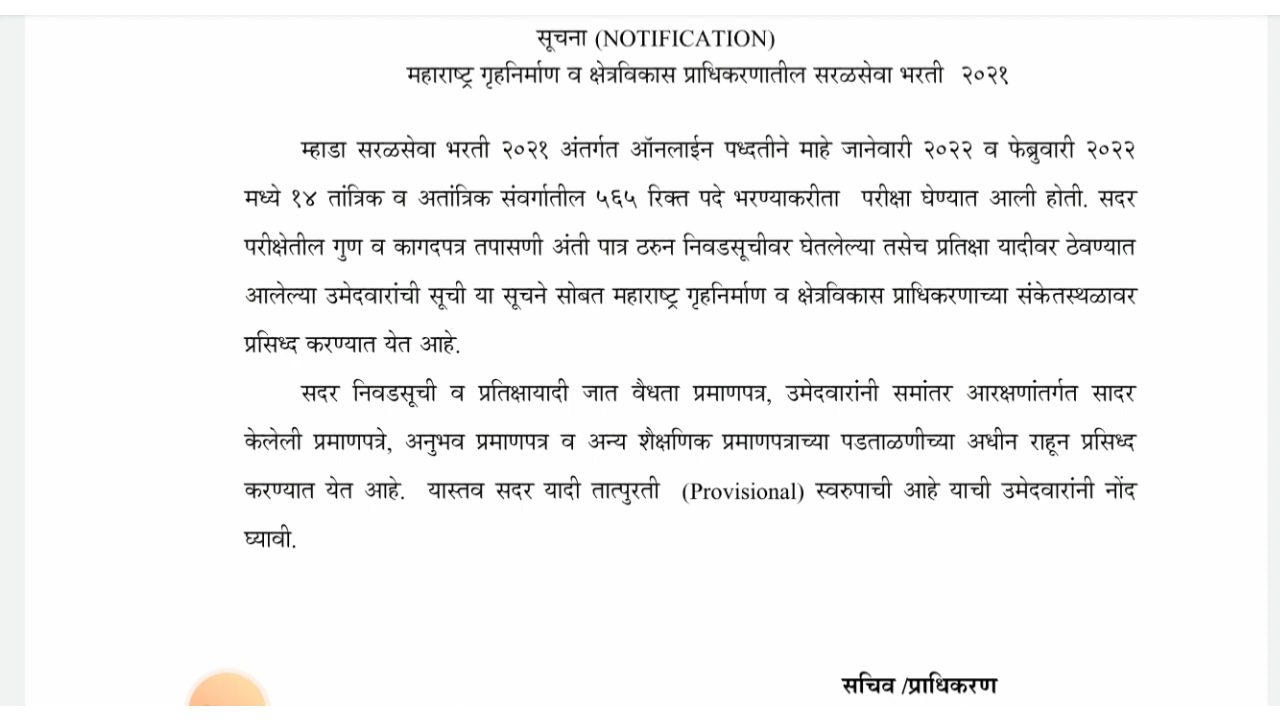 सूचना (NOTIFICATION)
महाराष्ट्र गृहनिर्माण व क्षेत्रविकास प्राधिकरणातील सरळसेवा भरती २०२१
म्हाडा सरळसेवा भरती २०२१ अंतर्गत ऑनलाईन पध्दतीने माहे जानेवारी २०२२ व फेब्रुवारी २०२२
मध्ये १४ तांत्रिक व अतांत्रिक संवर्गातील ५६५ रिक्त पदे भरण्याकरीता परीक्षा घेण्यात आली होती. सदर
परीक्षेतील गुण व कागदपत्र तपासणी अंती पात्र ठरुन निवडसूचीवर घेतलेल्या तसेच प्रतिक्षा यादीवर ठेवण्यात
आलेल्या उमेदवारांची सूची या सूचने सोबत महाराष्ट्र गृहनिर्माण व क्षेत्रविकास प्राधिकरणाच्या संकेतस्थळावर
प्रसिध्द करण्यात येत आहे.
सदर निवडसूची व प्रतिक्षायादी जात वैधता प्रमाणपत्र, उमेदवारांनी समांतर आरक्षणांतर्गत सादर
केलेली प्रमाणपत्रे, अनुभव प्रमाणपत्र व अन्य शैक्षणिक प्रमाणपत्राच्या पडताळणीच्या अधीन राहून प्रसिध्द
करण्यात येत आहे. यास्तव सदर यादी तात्पुरती (Provisional) स्वरुपाची आहे याची उमेदवारांनी नोंद
घ्यावी.
सचिव /प्राधिकरण